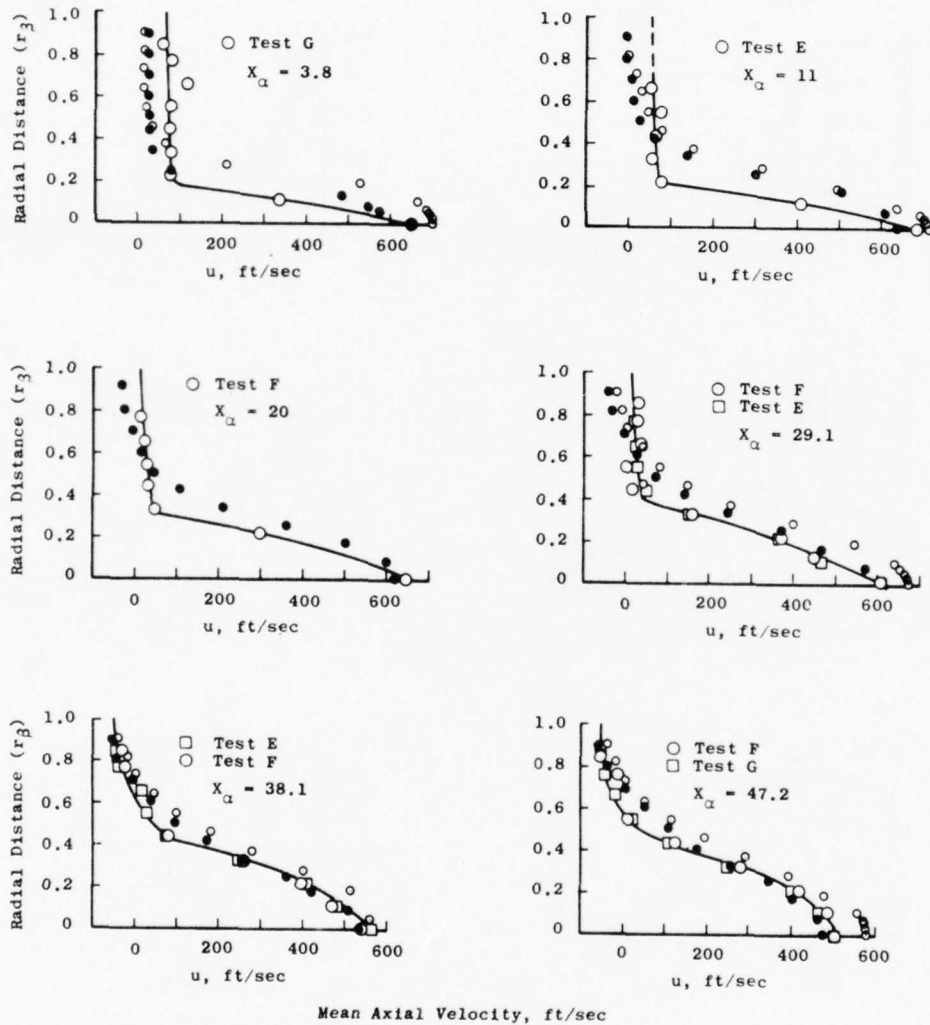 Radial Distance (r3)
1.0
0.8
0.6
0.4
0.2
0
Test G
Xα = 3.8
0 200 400 600
u, ft/sec
1.0
0.8
0.6
0.4
0.2
0
Test E
Xα = 11
0 200 400 600
u, ft/sec
Radial Distance (r3)
1.0
0.8
0.6
0.4
0.2
0
Test F
Xα = 20
0 200 400 600
u, ft/sec
1.0
0.8
0.6
0.4
0.2
0
Test F
Test E
Xα = 29.1
0 200 400 600
u, ft/sec
Radial Distance (rβ)
1.0
0.8
0.6
0.4
0.2
0
Test E
Test F
Xα = 38.1
0 200 400 600
u, ft/sec
1.0
0.8
0.6
0.4
0.2
0
Test F
Test G
Xα = 47.2
0 200 400 600
u, ft/sec
Mean Axial Velocity, ft/sec